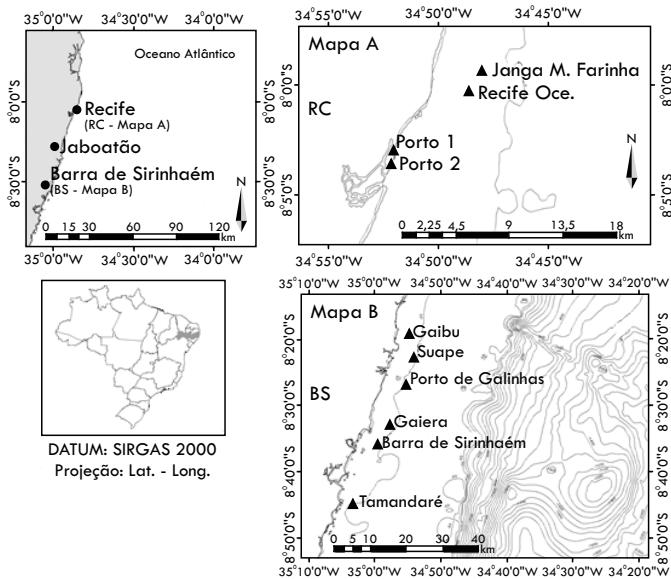 35°0'0"W 34°30'0"W 34°0'0"W
8°0'0"S
8°30'0"S
Oceano Atlântico
Recife
(RC - Mapa A)
Jaboatão
Barra de Sirinhaém
(BS - Mapa B)
N
0 15 30 60 90 120
km
35°0'0"W 34°30'0"W 34°0'0"W
34°55'0"W 34°50'0"W 34°45'0"W
Mapa A
8°0'0"S
8°5'0"S
RC
Janga M. Farinha
Recife Oce.
Porto 1
Porto 2
N
0 2,25 4,5 9 13,5 18
km
34°55'0"W 34°50'0"W 34°45'0"W
DATUM: SIRGAS 2000
Projeção: Lat. - Long.
35°10'0"W 35°0'0"W 34°50'0"W 34°40'0"W 34°30'0"W 34°20'0"W
Mapa B
8°20'0"S
8°30'0"S
8°40'0"S
8°50'0"S
BS
Gaibu
Suape
Porto de Galinhas
Gaiera
Barra de Sirinhaém
Tamandaré
0 5 10 20 30 40
km
35°10'0"W 35°0'0"W 34°50'0"W 34°40'0"W 34°30'0"W 34°20'0"W